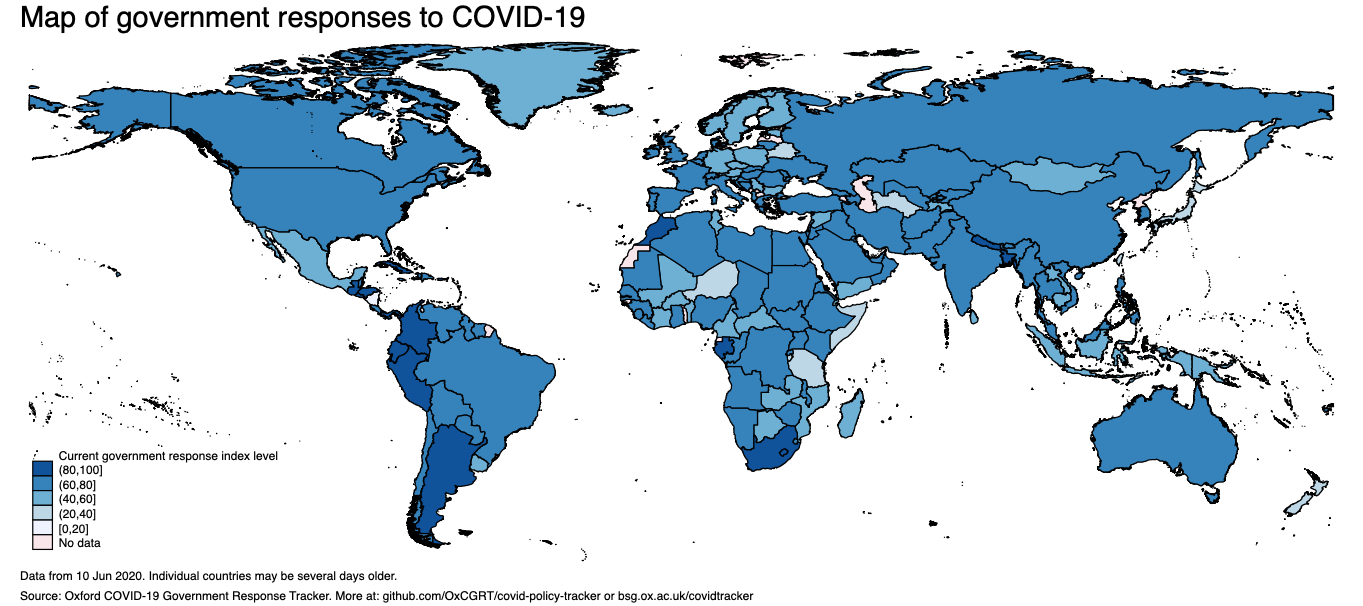 Map of government responses to COVID-19
Current government response index level
(80,100]
(60,80]
(40,60]
(20,40]
[0,20]
No data
Data from 10 Jun 2020. Individual countries may be several days older.
Source: Oxford COVID-19 Government Response Tracker. More at: github.com/OxCGRT/covid-policy-tracker or bsg.ox.ac.uk/covidtracker